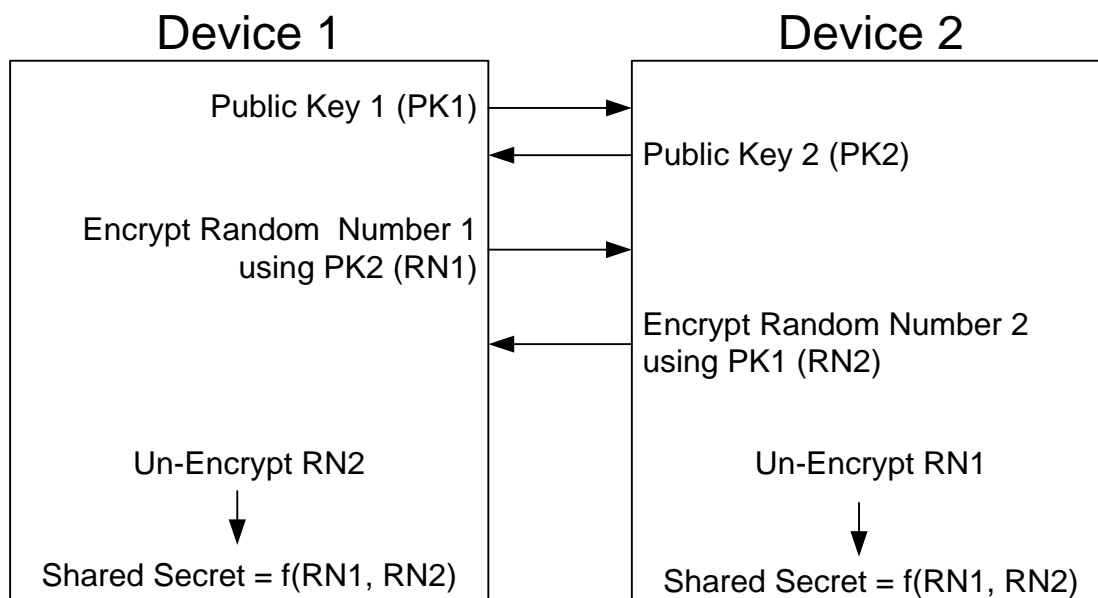 Device 1
Device 2
Public Key 1 (PK1)
Public Key 2 (PK2)
Encrypt Random Number 1
using PK2 (RN1)
Encrypt Random Number 2
using PK1 (RN2)
Un-Encrypt RN2
Un-Encrypt RN1
Shared Secret = f(RN1, RN2)
Shared Secret = f(RN1, RN2)